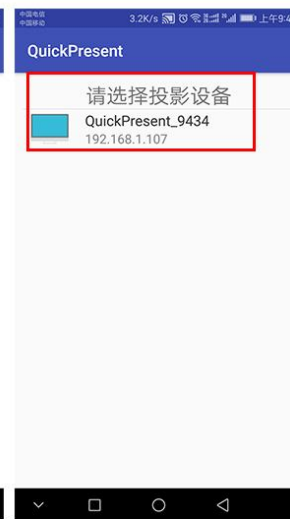 中国电信
中国移动
3.2K/s
上午9:4
QuickPresent
请选择投影设备
QuickPresent_9434
192.168.1.107